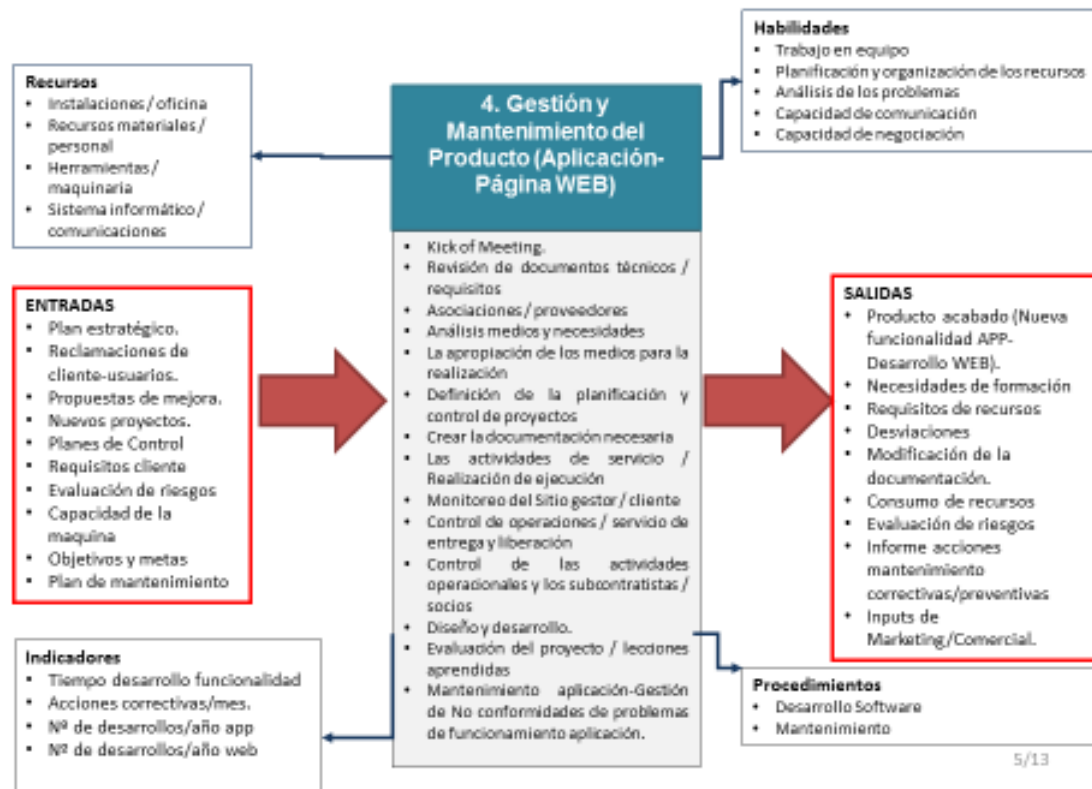 Habilidades
• Trabajo en equipo
• Planificación y organización de los recursos
• Análisis de los problemas
• Capacidad de comunicación
• Capacidad de negociación
Recursos
• Instalaciones / oficina
• Recursos materiales /
personal
• Herramientas /
maquinaria
• Sistema informático /
comunicaciones
4. Gestión y
Mantenimiento del
Producto (Aplicación-
Página WEB)
• Kick of Meeting.
• Revisión de documentos técnicos /
requisitos
• Asociaciones / proveedores
• Análisis medios y necesidades
• La apropiación de los medios para la
realización
• Definición de la planificación y
control de proyectos
• Crear la documentación necesaria
• Las actividades de servicio /
Realización de ejecución
• Monitoreo del Sitio gestor / cliente
• Control de operaciones / servicio de
entrega y liberación
• Control de las actividades
operacionales y los subcontratistas /
socios
• Diseño y desarrollo.
• Evaluación del proyecto / lecciones
aprendidas
• Mantenimiento aplicación-Gestión
de No conformidades de problemas
de funcionamiento aplicación.
ENTRADAS
• Plan estratégico.
• Reclamaciones de
cliente-usuarios.
• Propuestas de mejora.
• Nuevos proyectos.
• Planes de Control
• Requisitos cliente
• Evaluación de riesgos
• Capacidad de la
maquina
• Objetivos y metas
• Plan de mantenimiento
SALIDAS
• Producto acabado (Nueva
funcionalidad APP-
Desarrollo WEB).
• Necesidades de formación
• Requisitos de recursos
• Desviaciones
• Modificación de la
documentación.
• Consumo de recursos
• Evaluación de riesgos
• Informe acciones
mantenimiento
correctivas/preventivas
• Inputs de
Marketing/Comercial.
Indicadores
• Tiempo desarrollo funcionalidad
• Acciones correctivas/mes.
• Nº de desarrollos/año app
• Nº de desarrollos/año web
Procedimientos
• Desarrollo Software
• Mantenimiento
5/13